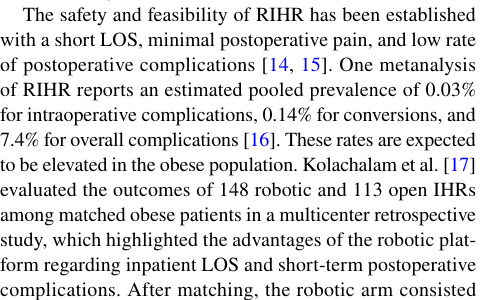 The safety and feasibility of RIHR has been established
with a short LOS, minimal postoperative pain, and low rate
of postoperative complications [14, 15]. One metanalysis
of RIHR reports an estimated pooled prevalence of 0.03%
for intraoperative complications, 0.14% for conversions, and
7.4% for overall complications [16]. These rates are expected
to be elevated in the obese population. Kolachalam et al. [17]
evaluated the outcomes of 148 robotic and 113 open IHRs
among matched obese patients in a multicenter retrospective
study, which highlighted the advantages of the robotic plat-
form regarding inpatient LOS and short-term postoperative
complications. After matching, the robotic arm consisted